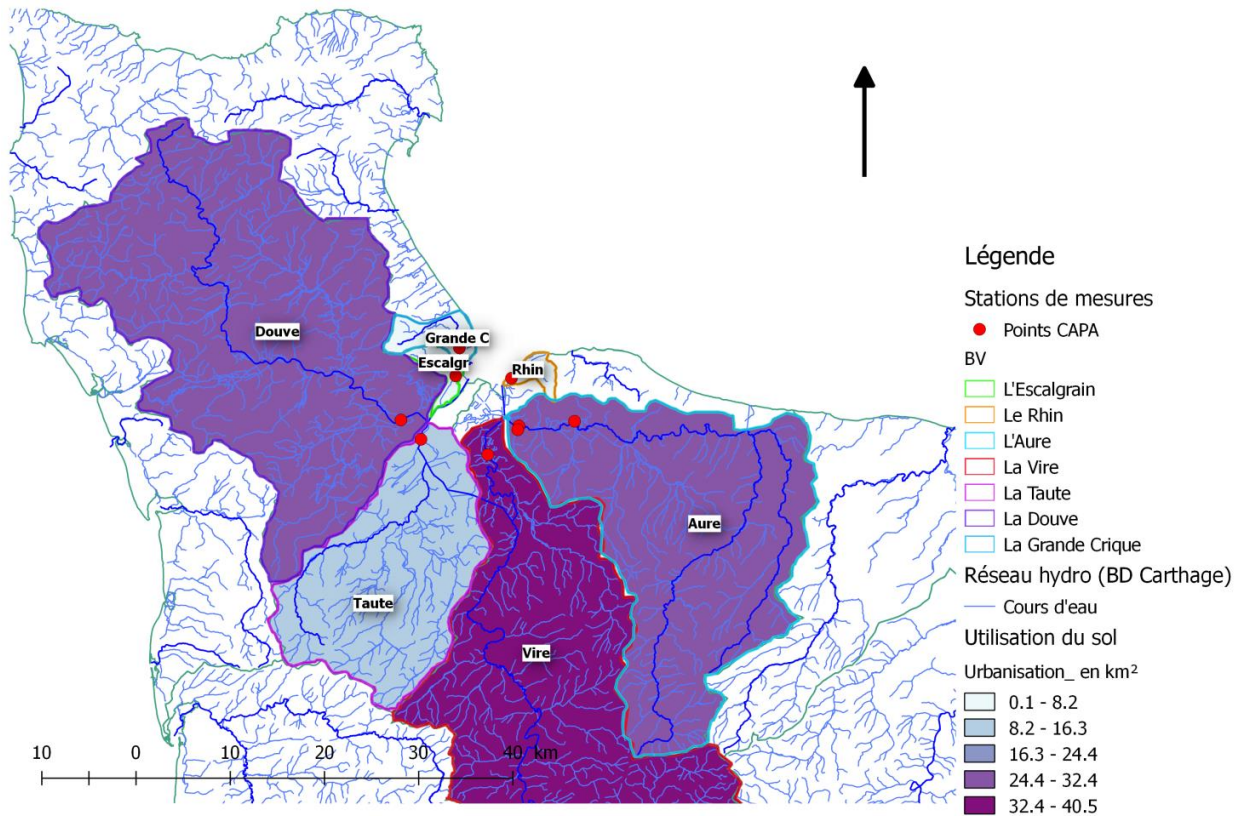 Douve
Grande C
Escalgr
Rhin
Aure
Taute
Vire
10 0 10 20 30 40 km
Légende
Stations de mesures
Points CAPA
BV
L'Escalgrain
Le Rhin
L'Aure
La Vire
La Taute
La Douve
La Grande Crique
Réseau hydro (BD Carthage)
Cours d'eau
Utilisation du sol
Urbanisation_ en km²
0.1 - 8.2
8.2 - 16.3
16.3 - 24.4
24.4 - 32.4
32.4 - 40.5